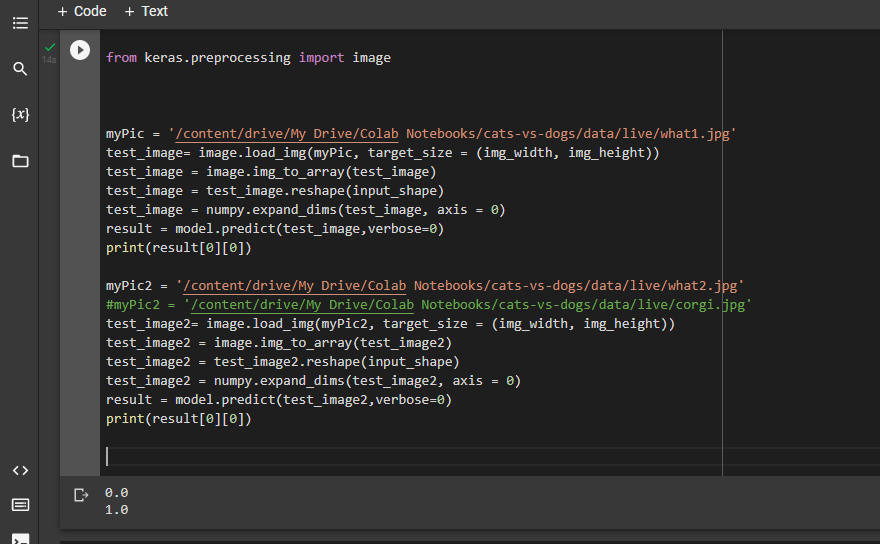 + Code + Text
14s
from keras.preprocessing import image
{x}
myPic = '/content/drive/My Drive/Colab Notebooks/cats-vs-dogs/data/live/what1.jpg'
test_image= image.load_img(myPic, target_size = (img_width, img_height))
test_image = image.img_to_array(test_image)
test_image = test_image.reshape(input_shape)
test_image = numpy.expand_dims(test_image, axis = 0)
result = model.predict(test_image,verbose=0)
print(result[0][0])
myPic2 = '/content/drive/My Drive/Colab Notebooks/cats-vs-dogs/data/live/what2.jpg'
#myPic2 = '/content/drive/My Drive/Colab Notebooks/cats-vs-dogs/data/live/corgi.jpg'
test_image2= image.load_img(myPic2, target_size = (img_width, img_height))
test_image2 = image.img_to_array(test_image2)
test_image2 = test_image2.reshape(input_shape)
test_image2 = numpy.expand_dims(test_image2, axis = 0)
result = model.predict(test_image2,verbose=0)
print(result[0][0])
0.0
1.0